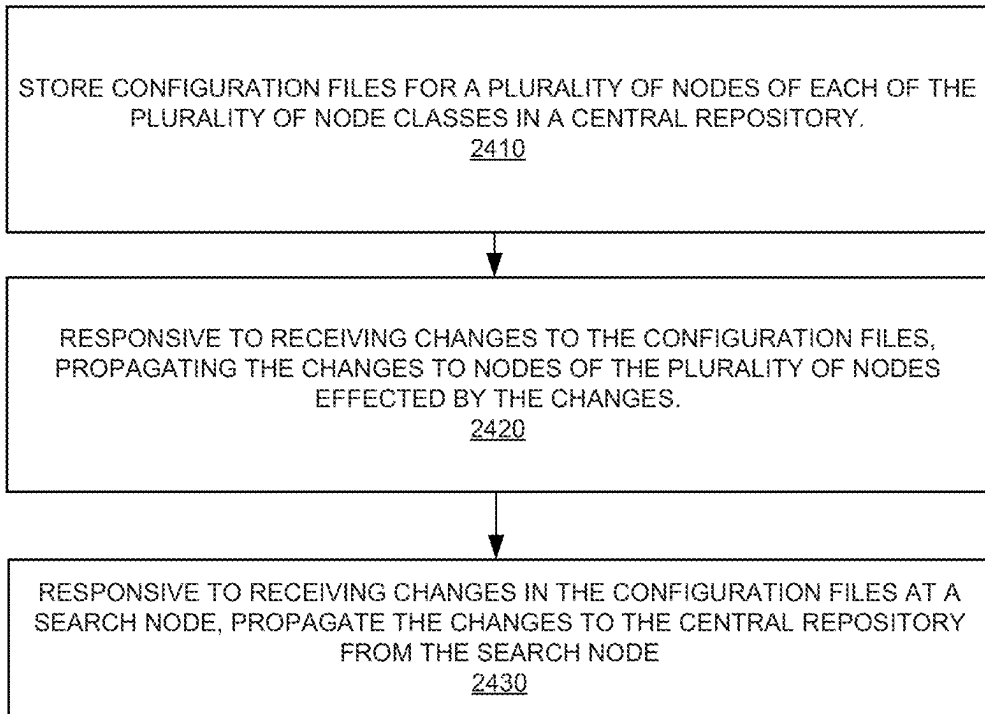 STORE CONFIGURATION FILES FOR A PLURALITY OF NODES OF EACH OF THE
PLURALITY OF NODE CLASSES IN A CENTRAL REPOSITORY.
2410
RESPONSIVE TO RECEIVING CHANGES TO THE CONFIGURATION FILES,
PROPAGATING THE CHANGES TO NODES OF THE PLURALITY OF NODES
EFFECTED BY THE CHANGES.
2420
RESPONSIVE TO RECEIVING CHANGES IN THE CONFIGURATION FILES AT A
SEARCH NODE, PROPAGATE THE CHANGES TO THE CENTRAL REPOSITORY
FROM THE SEARCH NODE
2430